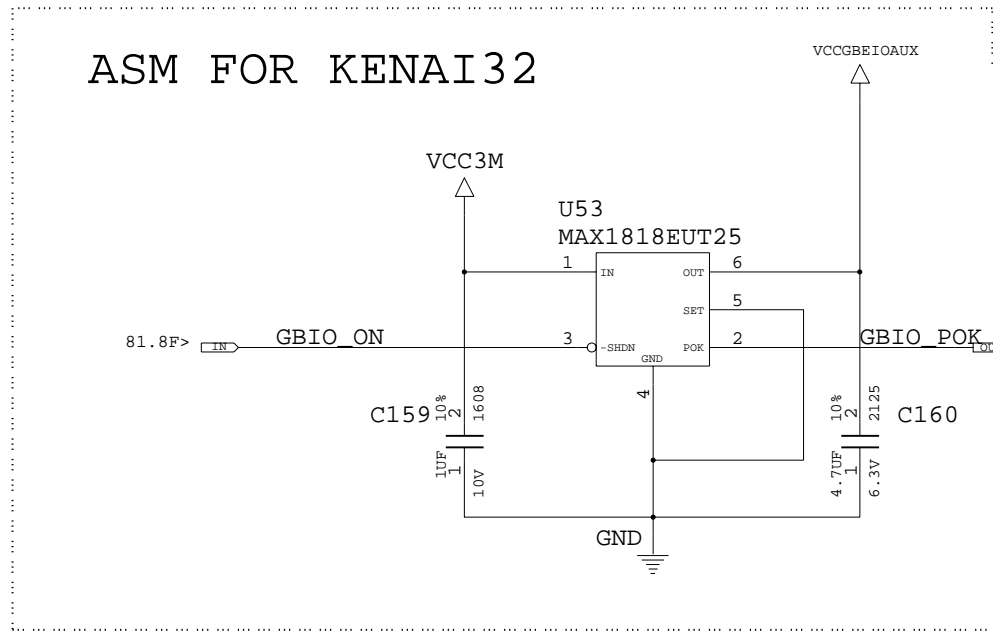 ASM FOR KENAI32
VCCGBEIOAUX
VCC3M
U53
MAX1818EUT25
1
IN
OUT
6
SET
5
81.8F>
IN
GBIO_ON
3
-SHDN
POK
2
GBIO_POK
GND
4
C159
10%
2
1608
1UF
1
10V
10%
2
2125
C160
4.7UF
1
6.3V
GND